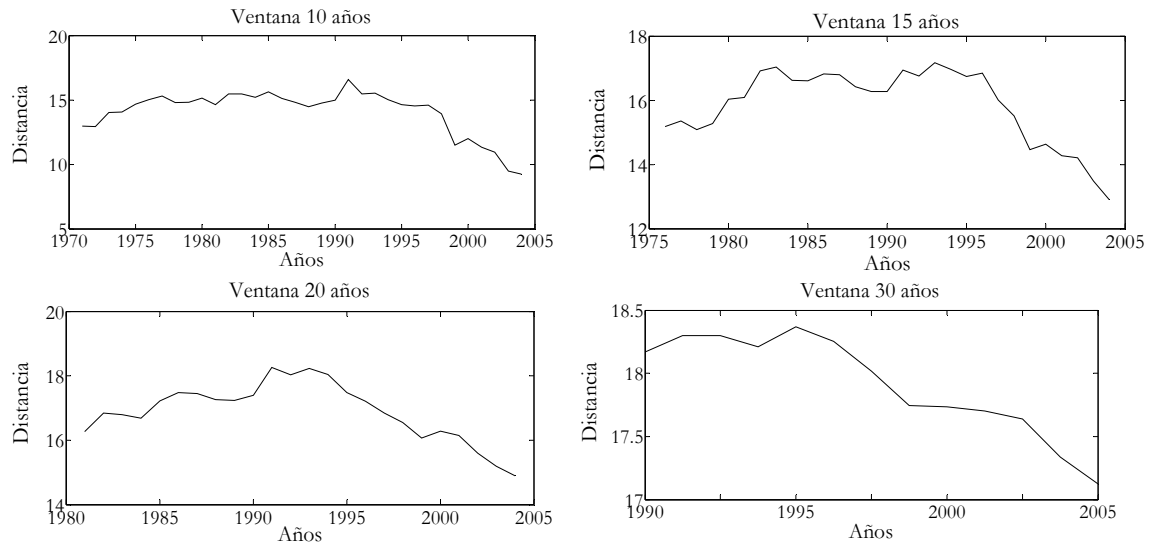 Ventana 10 años
20
15
10
5
Distancia
1970 1975 1980 1985 1990 1995 2000 2005
Años
Ventana 15 años
18
16
14
12
Distancia
1975 1980 1985 1990 1995 2000 2005
Años
Ventana 20 años
20
18
16
14
Distancia
1980 1985 1990 1995 2000 2005
Años
Ventana 30 años
18.5
18
17.5
17
Distancia
1990 1995 2000 2005
Años